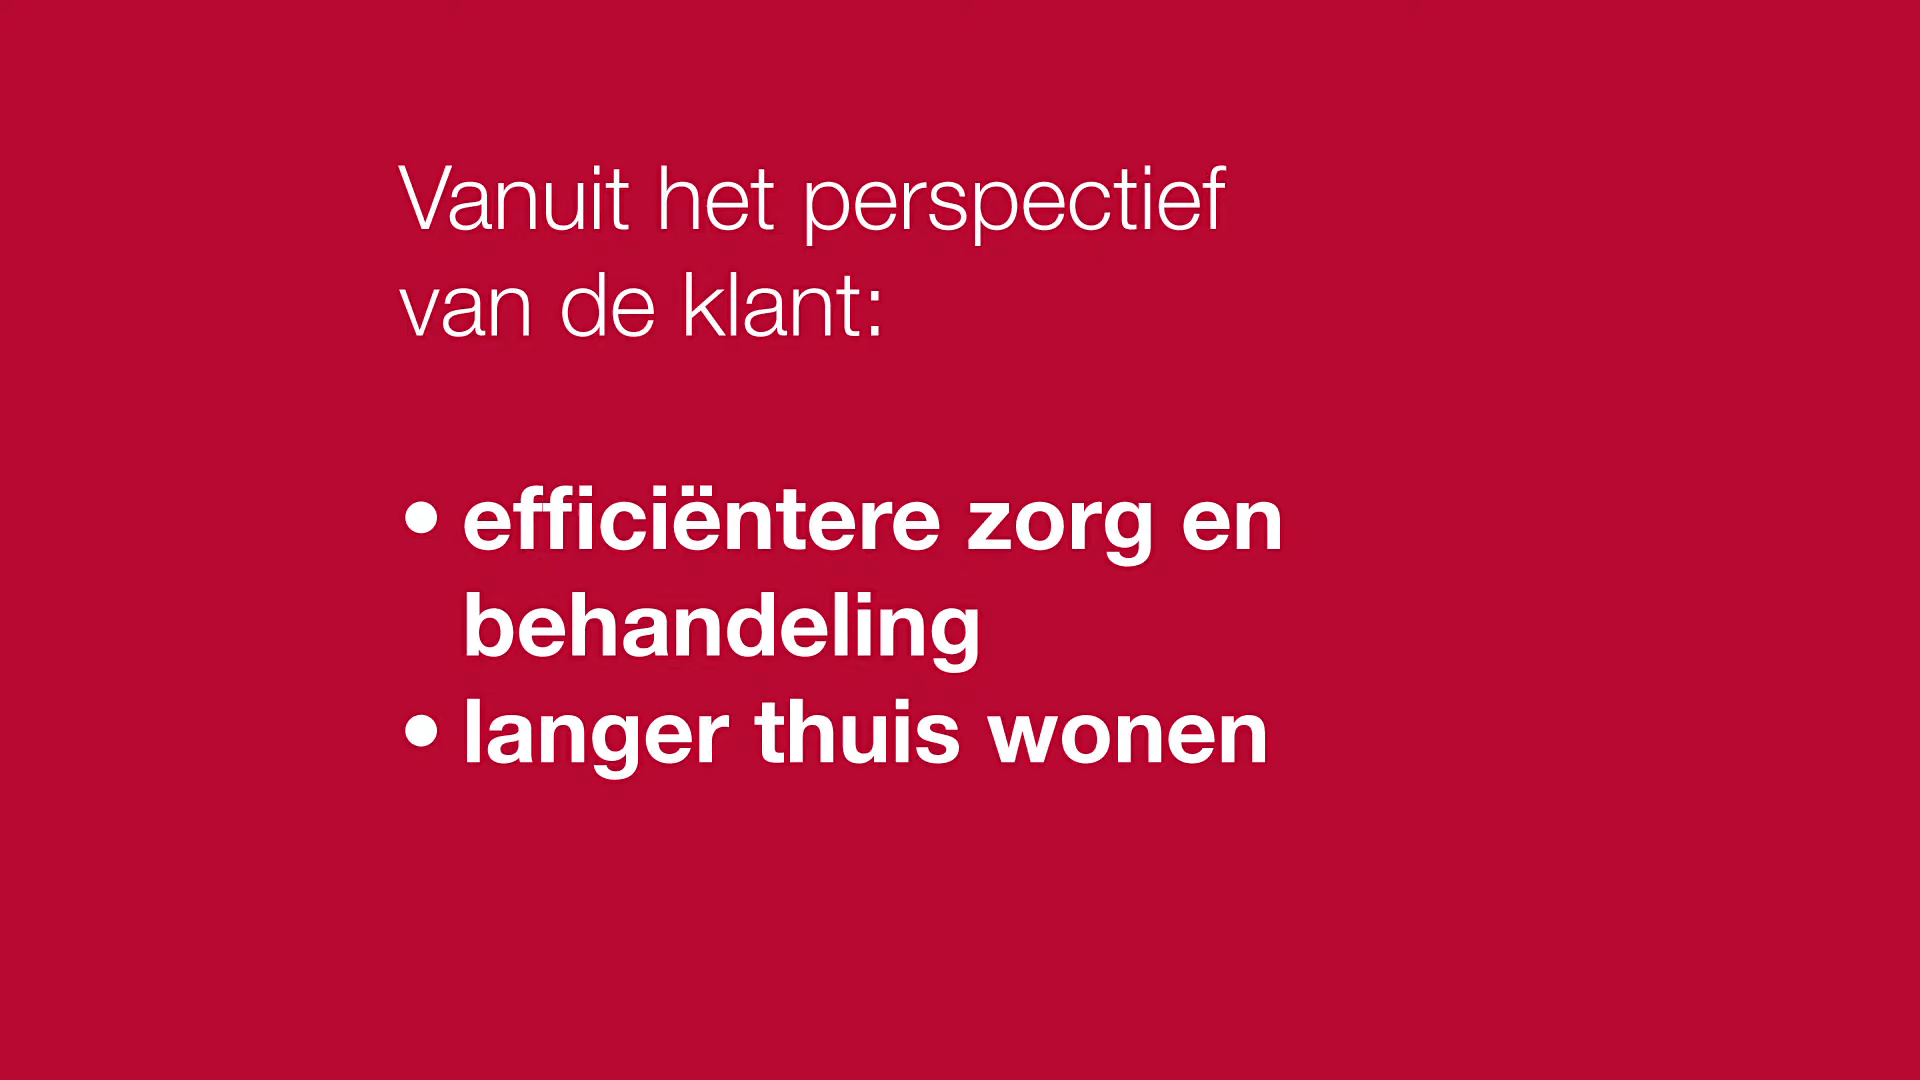 Vanuit het perspectief
van de klant:
• efficiëntere zorg en
behandeling
• langer thuis wonen